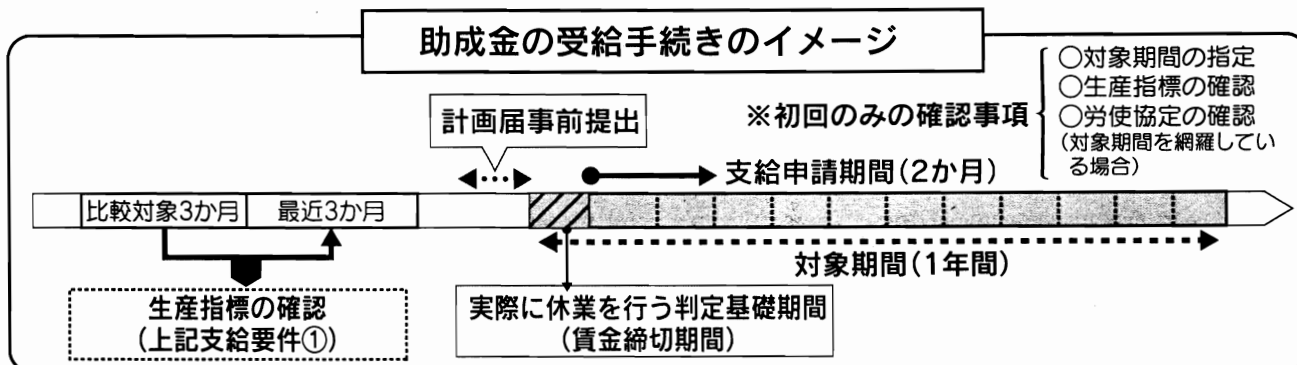 助成金の受給手続きのイメージ
計画届事前提出
※初回のみの確認事項
○対象期間の指定
○生産指標の確認
○労使協定の確認
(対象期間を網羅してい
る場合)
支給申請期間(2か月)
比較対象3か月
最近3か月
対象期間(1年間)
生産指標の確認
(上記支給要件①)
実際に休業を行う判定基礎期間
(賃金締切期間)